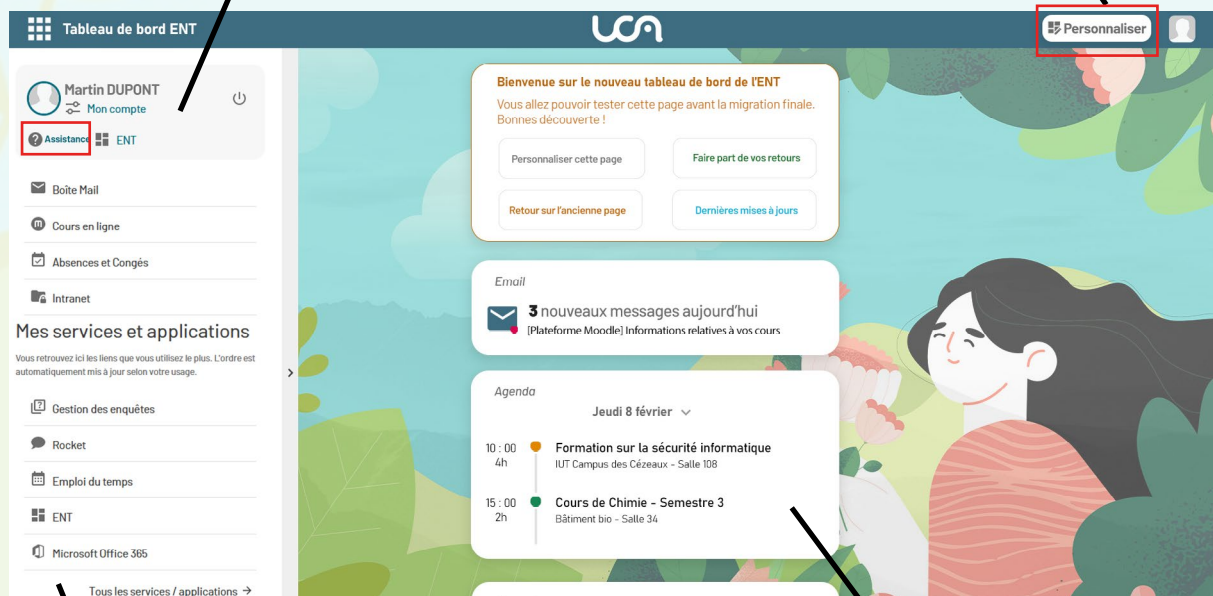 Tableau de bord ENT
UCA
Personnaliser
Martin DUPONT
Mon compte
Assistance
ENT
Boîte Mail
Cours en ligne
Absences et Congés
Intranet
Mes services et applications
Vous retrouvez ici les liens que vous utilisez le plus. L'ordre est
automatiquement mis à jour selon votre usage.
Gestion des enquêtes
Rocket
Emploi du temps
ENT
Microsoft Office 365
Tous les services / applications →
Bienvenue sur le nouveau tableau de bord de l'ENT
Vous allez pouvoir tester cette page avant la migration finale.
Bonnes découverte !
Personnaliser cette page
Faire part de vos retours
Retour sur l'ancienne page
Dernières mises à jours
Email
3 nouveaux messages aujourd'hui
[Plateforme Moodle] Informations relatives à vos cours
Agenda
Jeudi 8 février
10 : 00 Formation sur la sécurité informatique
4h IUT Campus des Cézeaux - Salle 108
15 : 00 Cours de Chimie - Semestre 3
2h Bâtiment bio - Salle 34